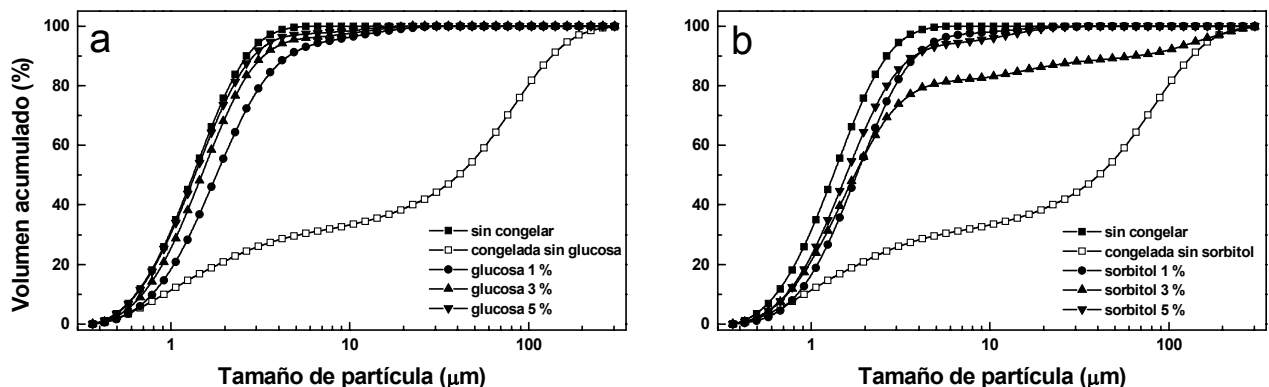 a
Volumen acumulado (%)
100
80
60
40
20
0
sin congelar
congelada sin glucosa
glucosa 1 %
glucosa 3 %
glucosa 5 %
1
10
100
Tamaño de partícula (μm)
b
100
80
60
40
20
0
sin congelar
congelada sin sorbitol
sorbitol 1 %
sorbitol 3 %
sorbitol 5 %
1
10
100
Tamaño de partícula (μm)